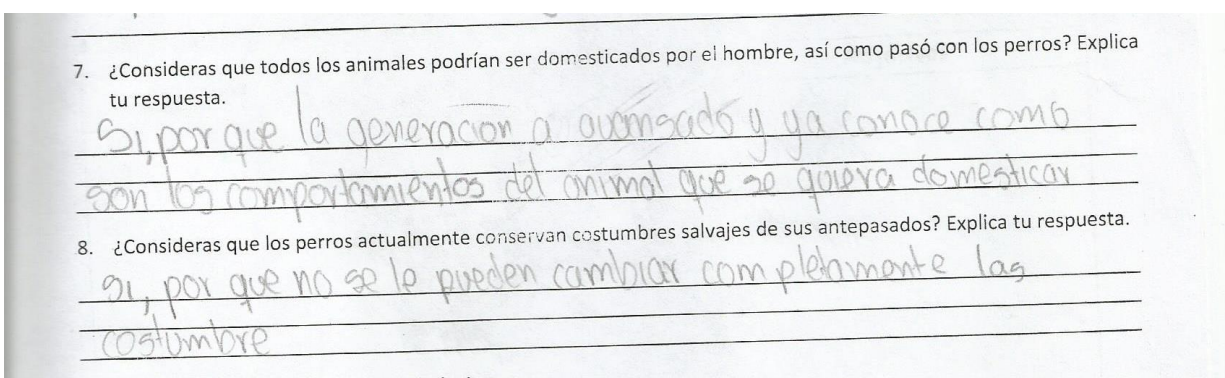 7. ¿Consideras que todos los animales podrían ser domesticados por el hombre, así como pasó con los perros? Explica
tu respuesta.
Si, por que la generacion a avansado y ya conoce como
son los comportamientos del animal que se quiera domesticar
8. ¿Consideras que los perros actualmente conservan costumbres salvajes de sus antepasados? Explica tu respuesta.
si, por que no se le pueden cambiar completamente las
costumbre